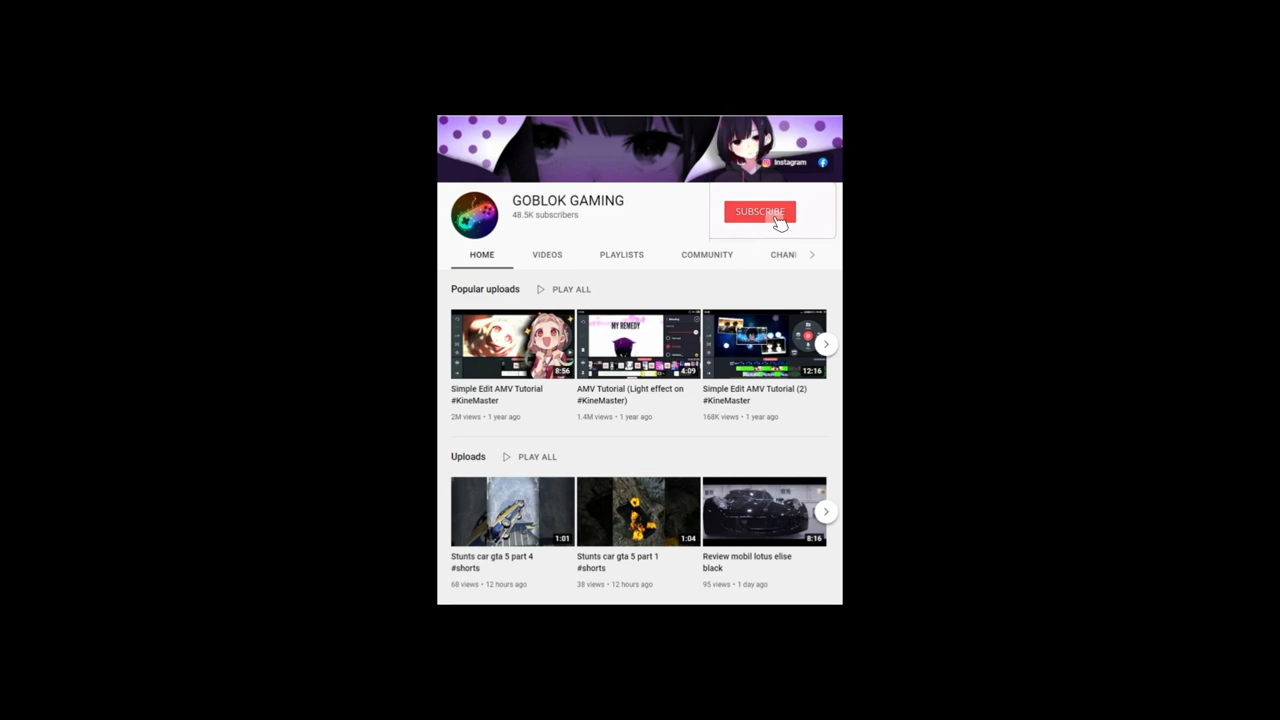 Instagram
GOBLOK GAMING
48.5K subscribers
SUBSCRIBE
HOME VIDEOS PLAYLISTS COMMUNITY CHAN
Popular uploads PLAY ALL
MY REMEDY
8:56 4:09 12:16
Simple Edit AMV Tutorial
#KineMaster
2M views • 1 year ago
AMV Tutorial (Light effect on
#KineMaster)
1.4M views • 1 year ago
Simple Edit AMV Tutorial (2)
#KineMaster
168K views • 1 year ago
Uploads PLAY ALL
1:01 1:04 8:16
Stunts car gta 5 part 4
#shorts
68 views • 12 hours ago
Stunts car gta 5 part 1
#shorts
38 views • 12 hours ago
Review mobil lotus elise
black
95 views • 1 day ago